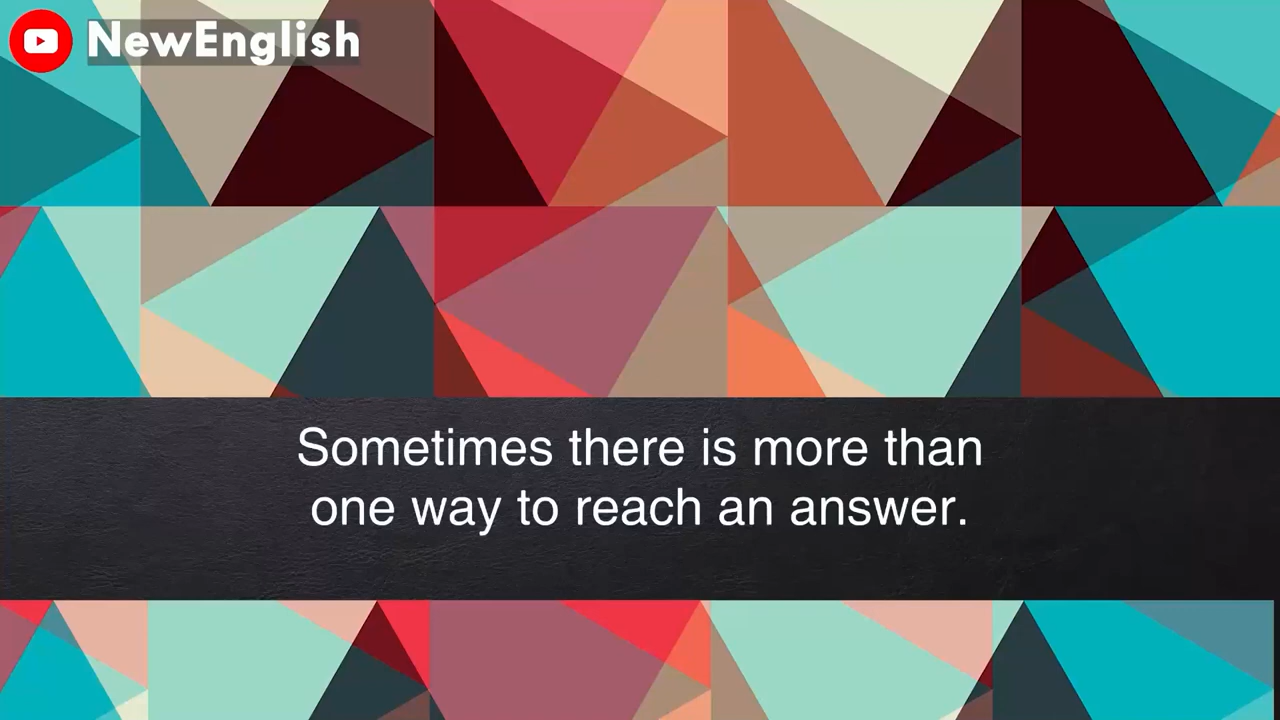 NewEnglish
Sometimes there is more than
one way to reach an answer.